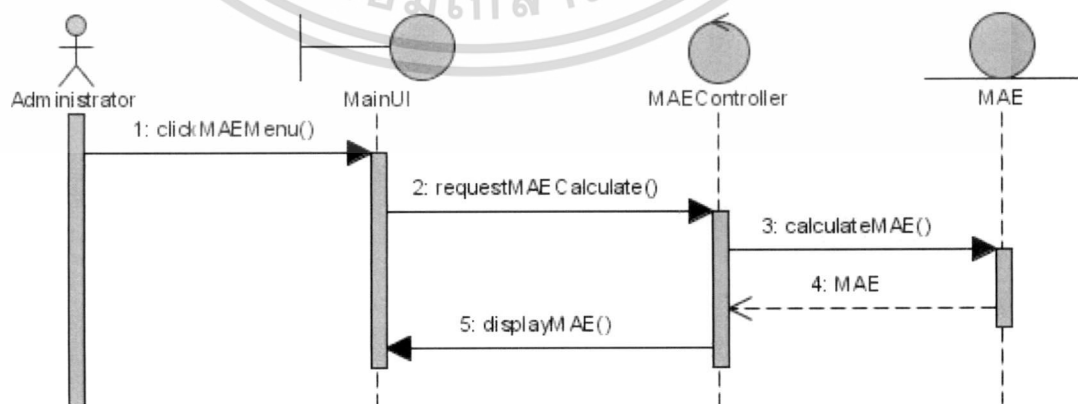 Administrator
MainUI
MAEController
MAE
1: clickMAEMenu()
2: requestMAECalculate()
3: calculateMAE()
4: MAE
5: displayMAE()